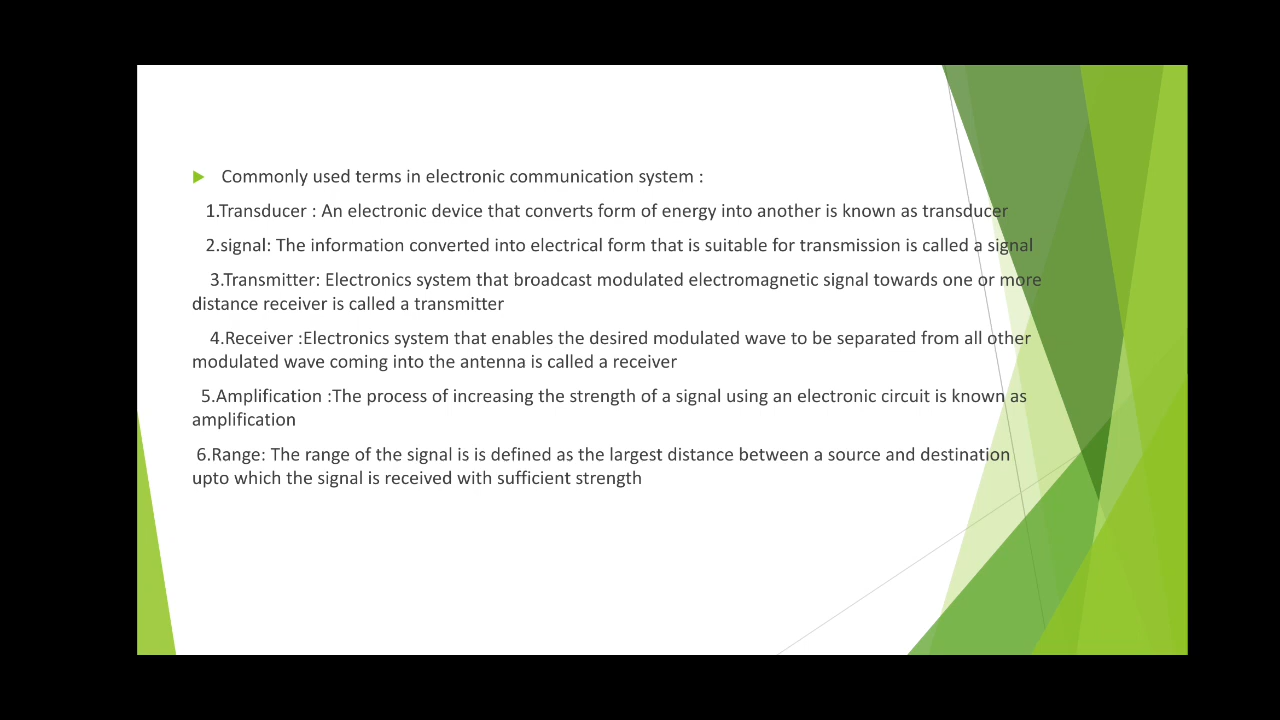 Commonly used terms in electronic communication system :
1.Transducer : An electronic device that converts form of energy into another is known as transducer
2.signal: The information converted into electrical form that is suitable for transmission is called a signal
3.Transmitter: Electronics system that broadcast modulated electromagnetic signal towards one or more
distance receiver is called a transmitter
4.Receiver :Electronics system that enables the desired modulated wave to be separated from all other
modulated wave coming into the antenna is called a receiver
5.Amplification :The process of increasing the strength of a signal using an electronic circuit is known as
amplification
6.Range: The range of the signal is is defined as the largest distance between a source and destination
upto which the signal is received with sufficient strength